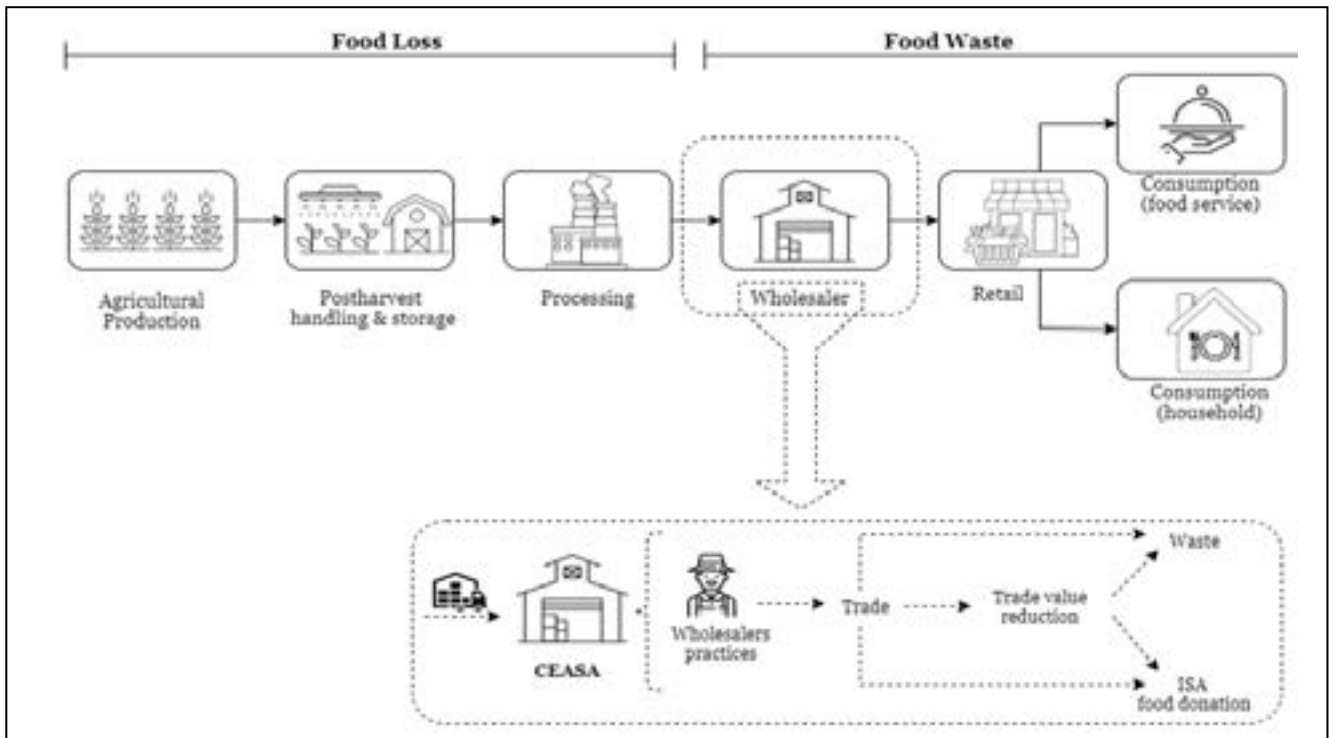 Food Loss
Food Waste
Agricultural
Production
Postharvest
handling & storage
Processing
Wholesaler
Retail
Consumption
(food service)
Consumption
(household)
CEASA
Wholesalers
practices
Trade
Trade value
reduction
Waste
ISA
food donation